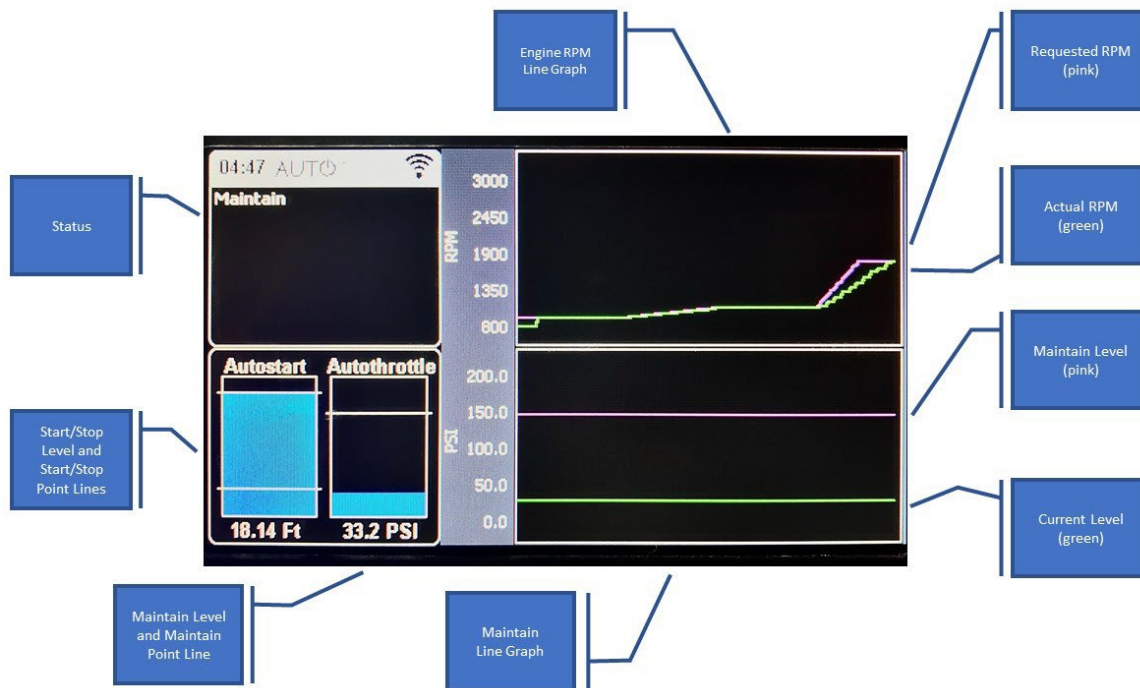 Engine RPM
Line Graph
Requested RPM
(pink)
Status
Actual RPM
(green)
Start/Stop
Level and
Start/Stop
Point Lines
Maintain Level
(pink)
Current Level
(green)
Maintain Level
and Maintain
Point Line
Maintain
Line Graph
04:47 AUTO
Maintain
Autostart
Autothrottle
18.14 Ft
33.2 PSI
RPM
3000
2450
1900
1350
800
PSI
200.0
150.0
100.0
50.0
0.0